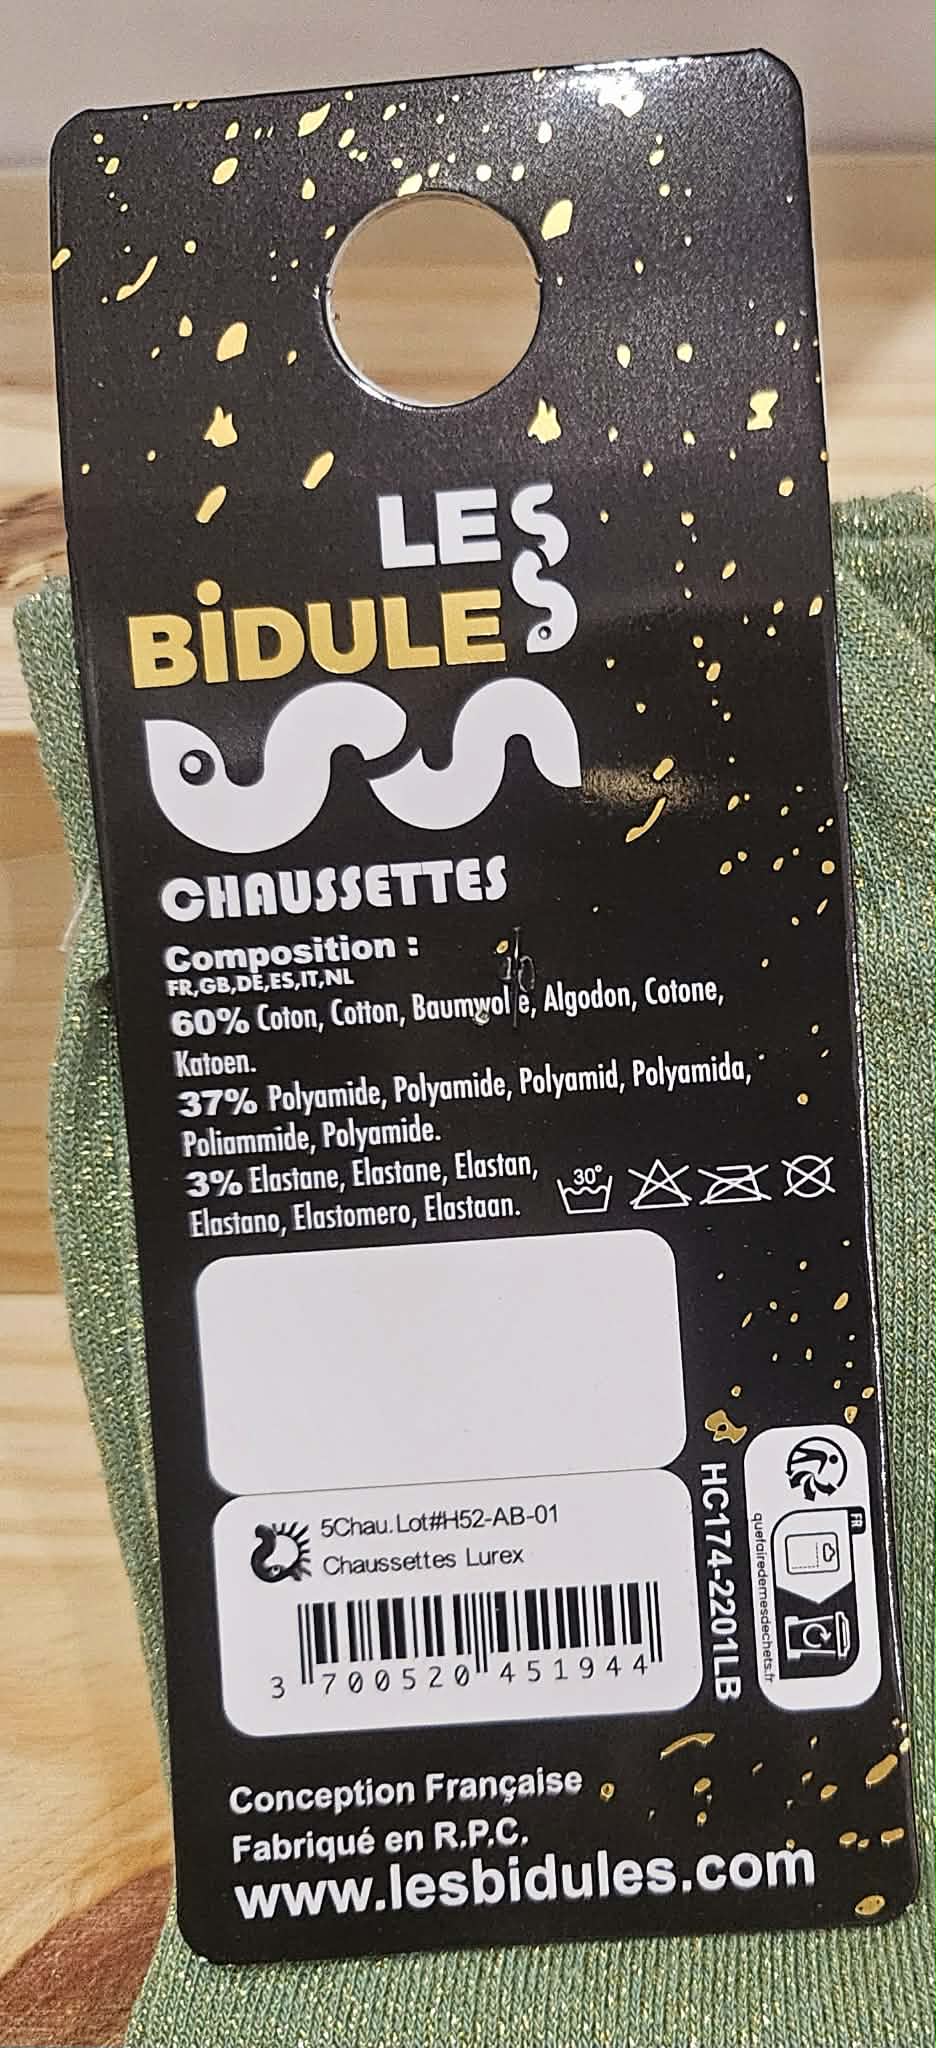 LES
BiDULES
CHAUSSETTES
Composition :
FR,GB,DE,ES,IT,NL
60% Coton, Cotton, Baumwolle, Algodon, Cotone,
Katoen.
37% Polyamide, Polyamide, Polyamid, Polyamida,
Poliammide, Polyamide.
3% Elastane, Elastane, Elastan,
Elastano, Elastomero, Elastaan.
30°
5Chau.Lot#H52-AB-01
Chaussettes Lurex
3 700520 451944
HC174-2201LB
FR
quefairedemesdechets.fr
Conception Française
Fabriqué en R.P.C.
www.lesbidules.com